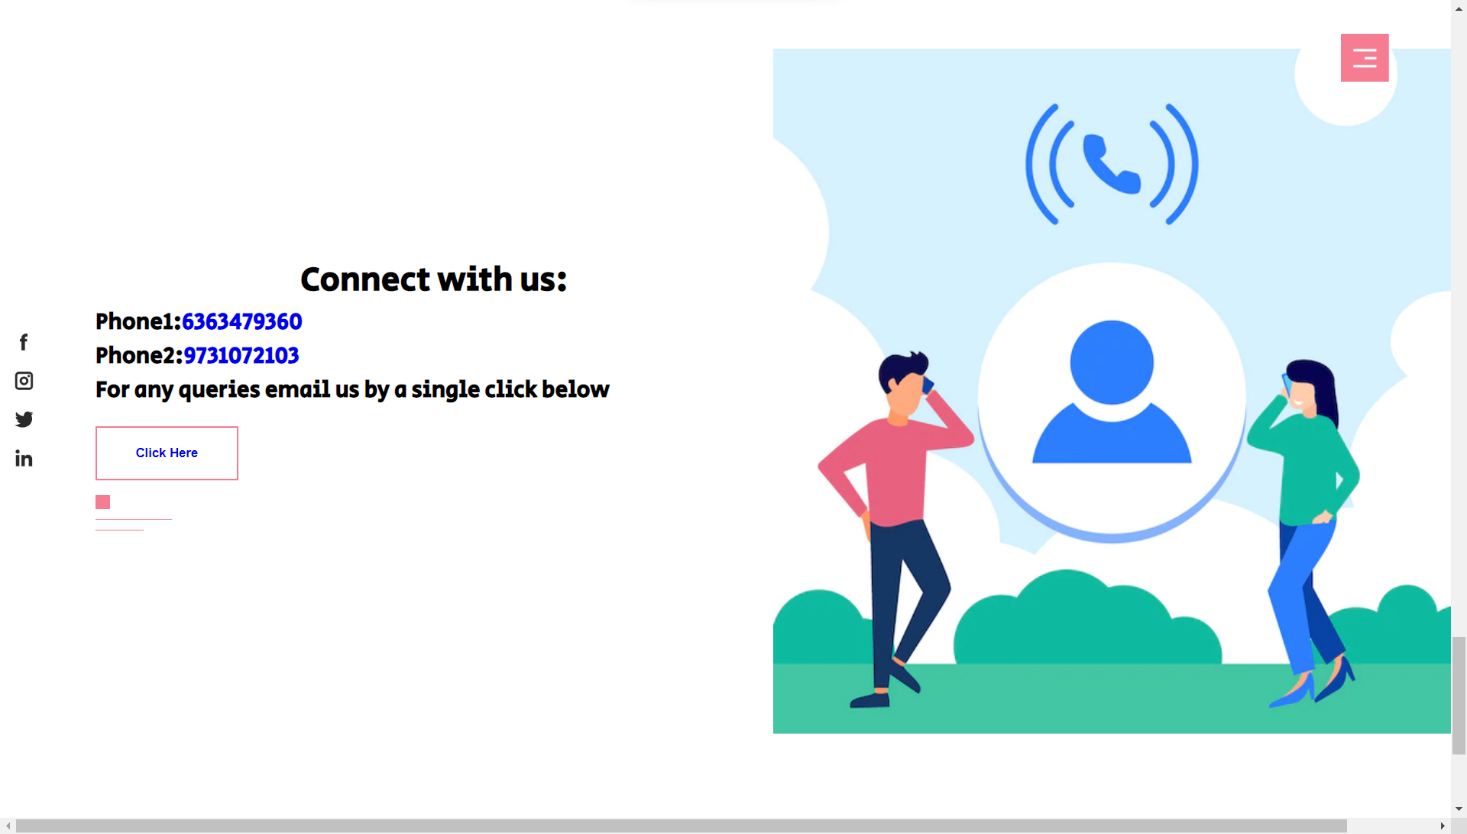 Connect with us:
Phone1:6363479360
Phone2:9731072103
For any queries email us by a single click below
Click Here